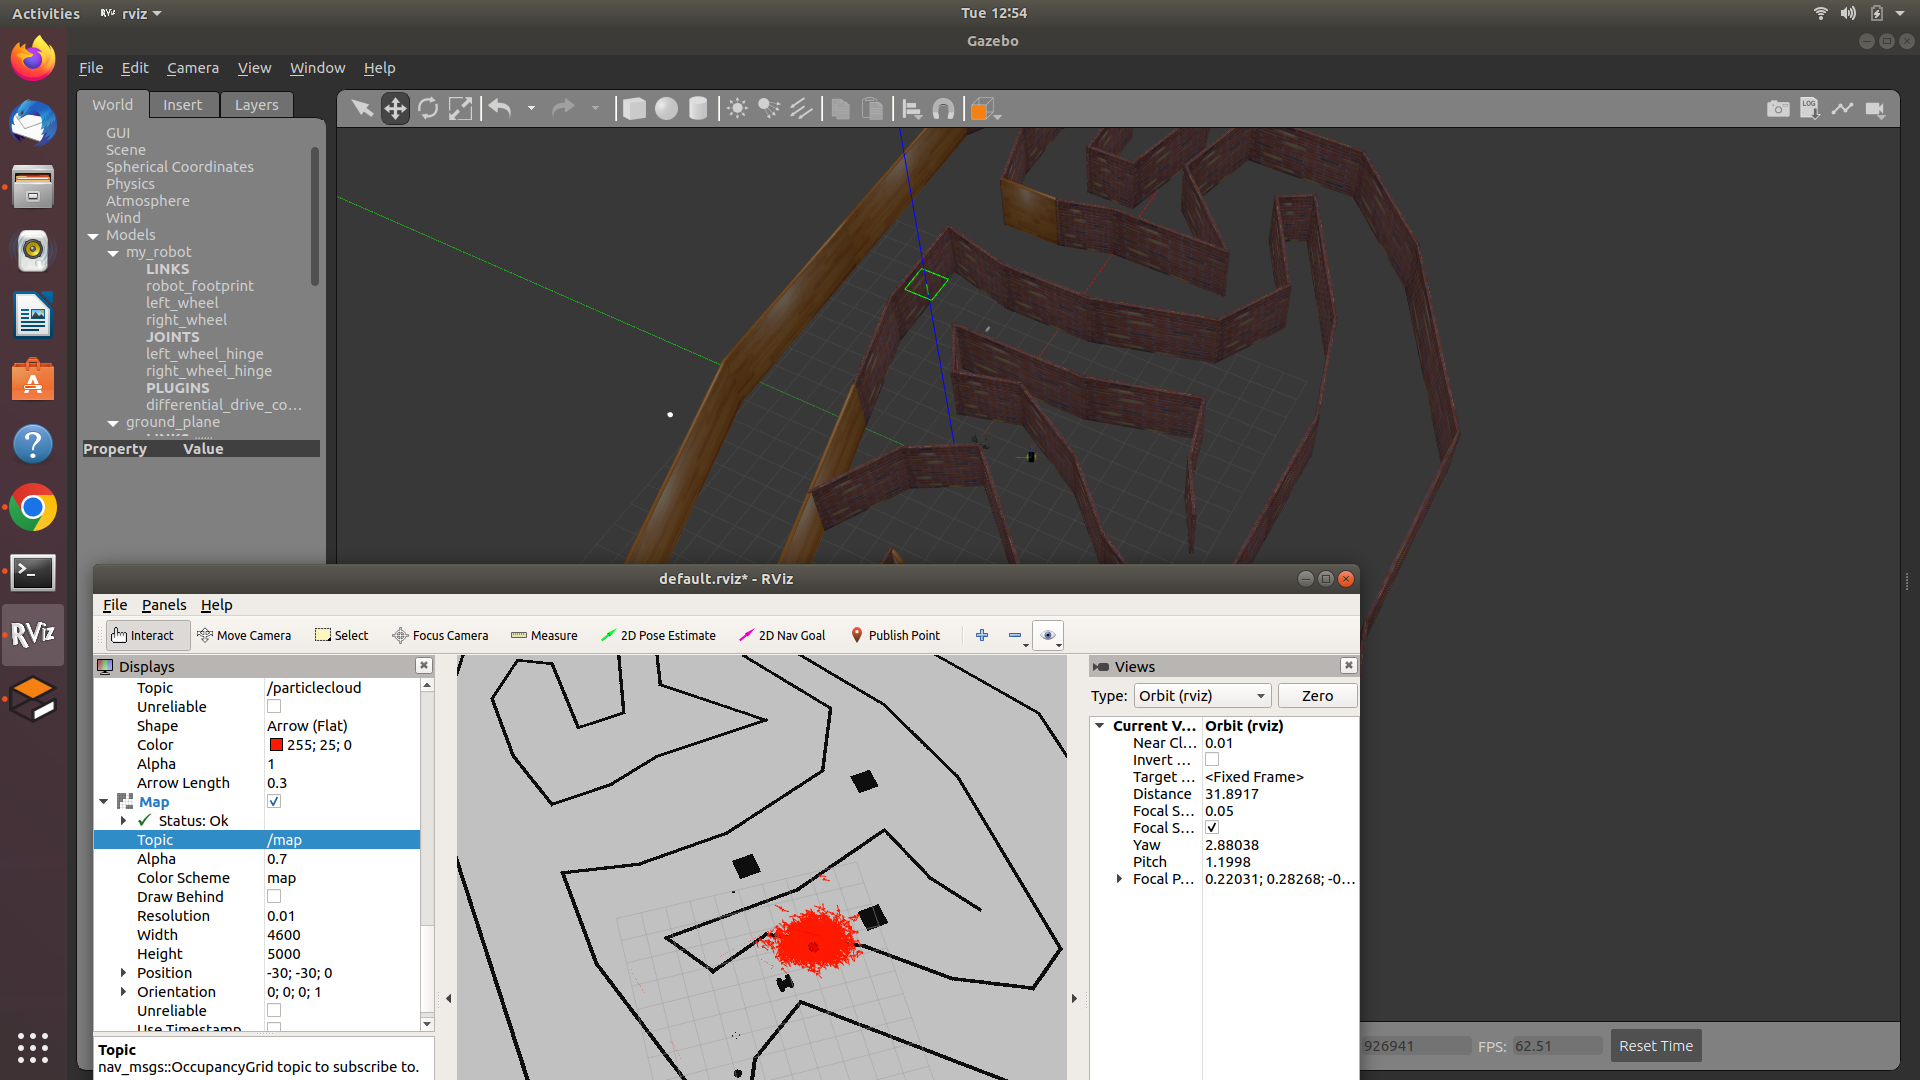 Activities
RViz
rviz
Tue 12:54
Gazebo
File Edit Camera View Window Help
World Insert Layers
LOG
GUI
Scene
Spherical Coordinates
Physics
Atmosphere
Wind
Models
my_robot
LINKS
robot_footprint
left_wheel
right_wheel
JOINTS
left_wheel_hinge
right_wheel_hinge
PLUGINS
differential_drive_co...
ground_plane
Property Value
RViz
default.rviz* - RViz
File Panels Help
Interact Move Camera Select Focus Camera Measure 2D Pose Estimate 2D Nav Goal Publish Point
Displays
Topic /particlecloud
Unreliable
Shape Arrow (Flat)
Color 255; 25; 0
Alpha 1
Arrow Length 0.3
Map
Status: Ok
Topic /map
Alpha 0.7
Color Scheme map
Draw Behind
Resolution 0.01
Width 4600
Height 5000
Position -30; -30; 0
Orientation 0; 0; 0; 1
Unreliable
Use Timestamp
Topic
nav_msgs::OccupancyGrid topic to subscribe to.
Views
Type: Orbit (rviz) Zero
Current V... Orbit (rviz)
Near Cl... 0.01
Invert ...
Target ... <Fixed Frame>
Distance 31.8917
Focal S... 0.05
Focal S...
Yaw 2.88038
Pitch 1.1998
Focal P... 0.22031; 0.28268; -0...
926941 FPS: 62.51 Reset Time